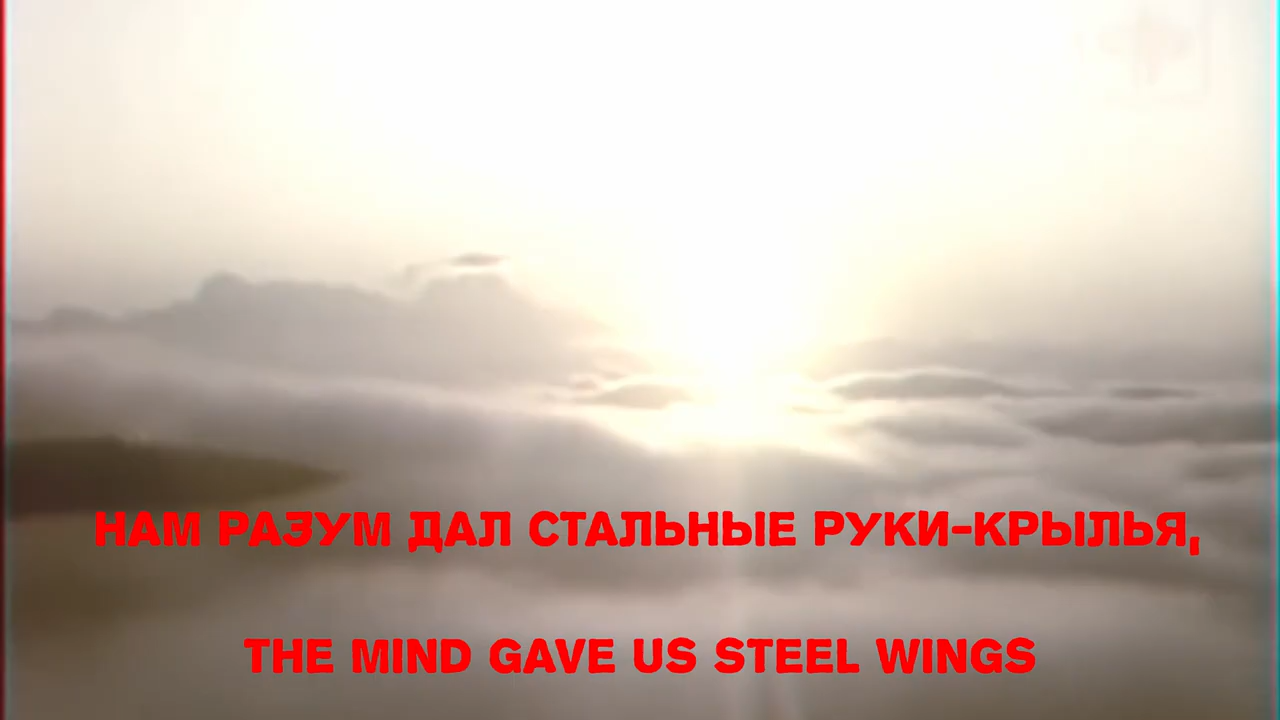 НАМ РАЗУМ ДАЛ СТАЛЬНЫЕ РУКИ-КРЫЛЬЯ,
THE MIND GAVE US STEEL WINGS